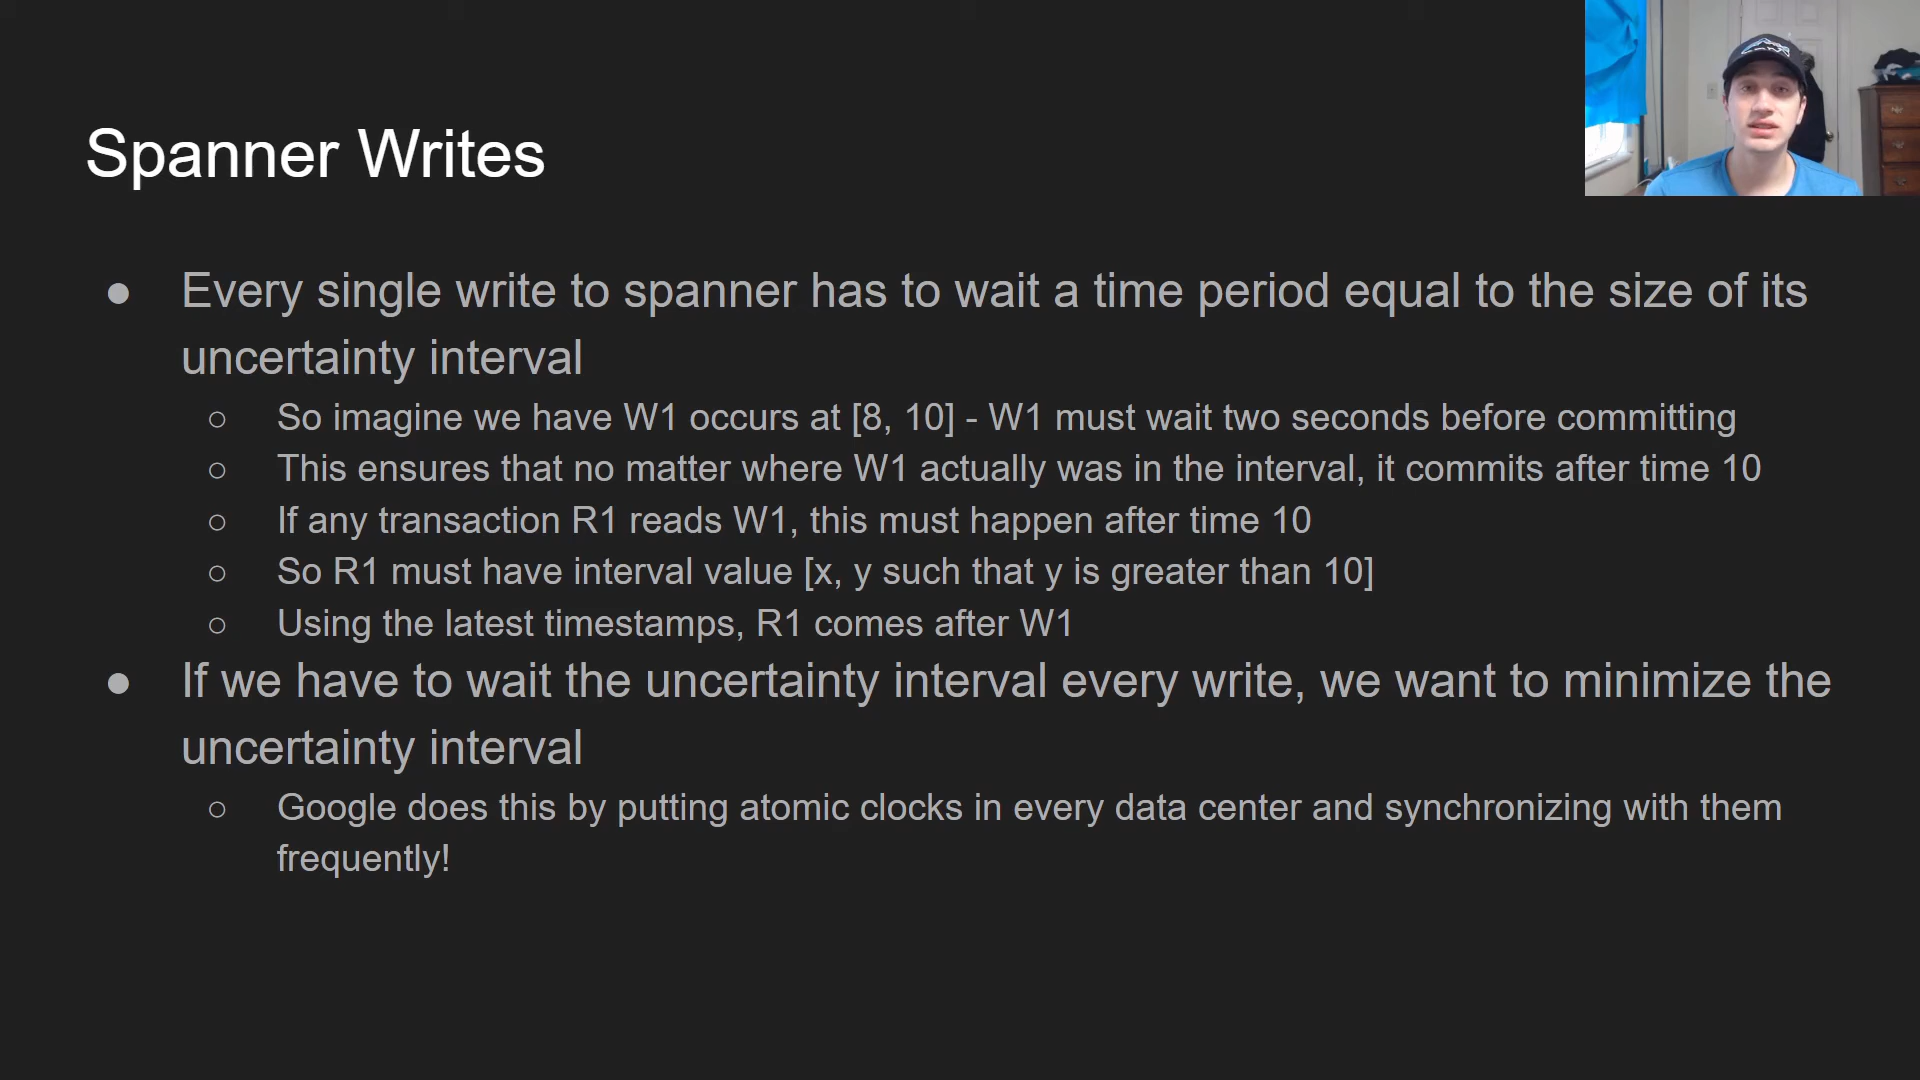 Spanner Writes
● Every single write to spanner has to wait a time period equal to the size of its
uncertainty interval
○ So imagine we have W1 occurs at [8, 10] - W1 must wait two seconds before committing
○ This ensures that no matter where W1 actually was in the interval, it commits after time 10
○ If any transaction R1 reads W1, this must happen after time 10
○ So R1 must have interval value [x, y such that y is greater than 10]
○ Using the latest timestamps, R1 comes after W1
● If we have to wait the uncertainty interval every write, we want to minimize the
uncertainty interval
○ Google does this by putting atomic clocks in every data center and synchronizing with them
frequently!